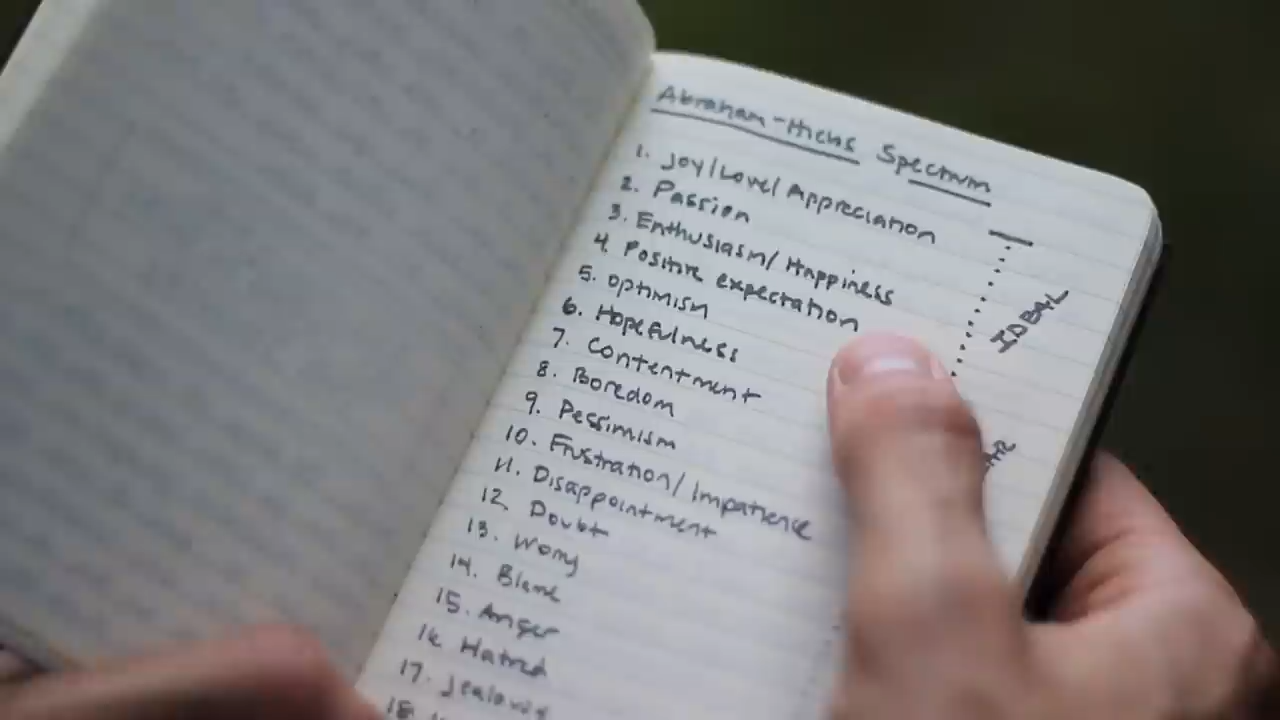 Abraham-Hicks Spectrum
1. Joy/Love/Appreciation
2. Passion
3. Enthusiasm/Happiness
4. Positive expectation
5. Optimism
6. Hopefulness
7. Contentment
8. Boredom
9. Pessimism
10. Frustration/Impatience
11. Disappointment
12. Doubt
13. Worry
14. Blame
15. Anger
16. Hatred
17. Jealousy
18.